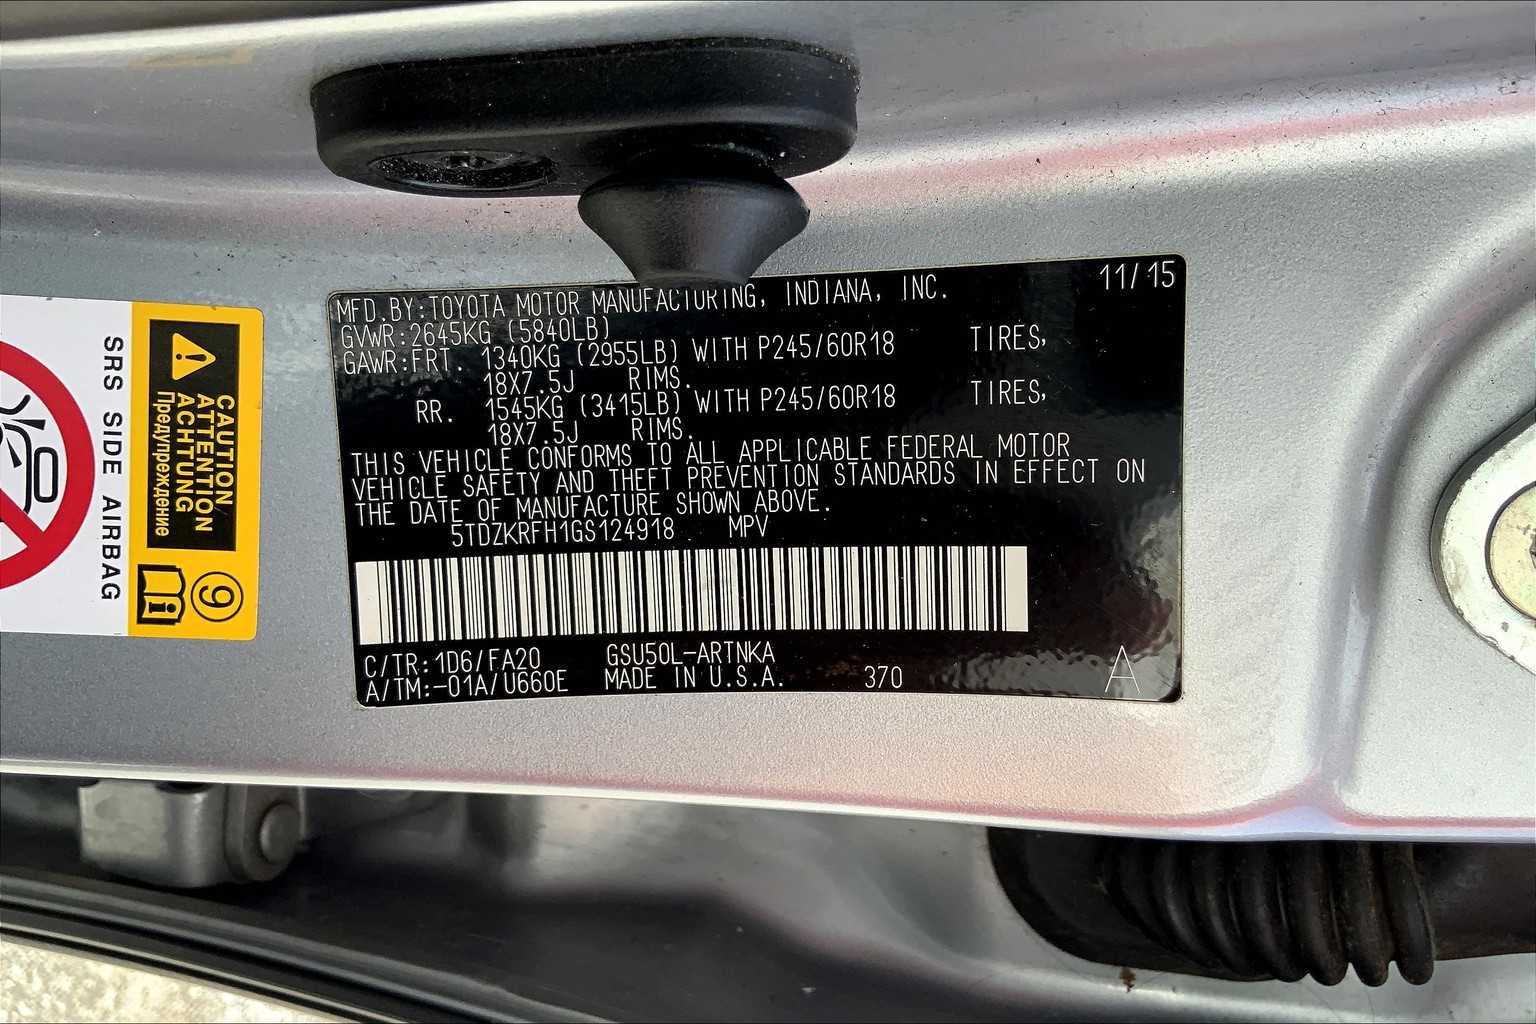 MFD.BY:TOYOTA MOTOR MANUFACTURING, INDIANA, INC. 11/15
GVWR:2645KG (5840LB)
GAWR:FRT. 1340KG (2955LB) WITH P245/60R18 TIRES,
18X7.5J RIMS.
RR. 1545KG (3415LB) WITH P245/60R18 TIRES,
18X7.5J RIMS.
THIS VEHICLE CONFORMS TO ALL APPLICABLE FEDERAL MOTOR
VEHICLE SAFETY AND THEFT PREVENTION STANDARDS IN EFFECT ON
THE DATE OF MANUFACTURE SHOWN ABOVE.
5TDZKRFH1GS124918 MPV
C/TR:1D6/FA20 GSU50L-ARTNKA
A/TM:-01A/U660E MADE IN U.S.A. 370 A
SRS SIDE AIRBAG
CAUTION
ATTENTION
ACHTUNG
Предупреждение
9